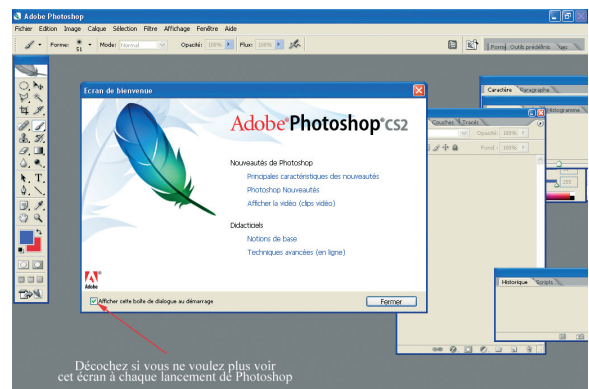 Adobe Photoshop
Fichier Edition Image Calque Sélection Filtre Affichage Fenêtre Aide
Forme: 51 Mode: Normal Opacité: 100% Flux: 100%
Outils prédéfinis
Ecran de bienvenue
Caractère Paragraphe
Histogramme
Couches Tracés
Adobe® Photoshop® CS2
Opacité: 100%
Fond: 100%
Nouveautés de Photoshop
Principales caractéristiques des nouveautés
Photoshop Nouveautés
Afficher la vidéo (clips vidéo)
255
Didacticiels
Notions de base
Techniques avancées (en ligne)
Adobe
Historique Scripts
Afficher cette boîte de dialogue au démarrage
Fermer
Décochez si vous ne voulez plus voir
cet écran à chaque lancement de Photoshop